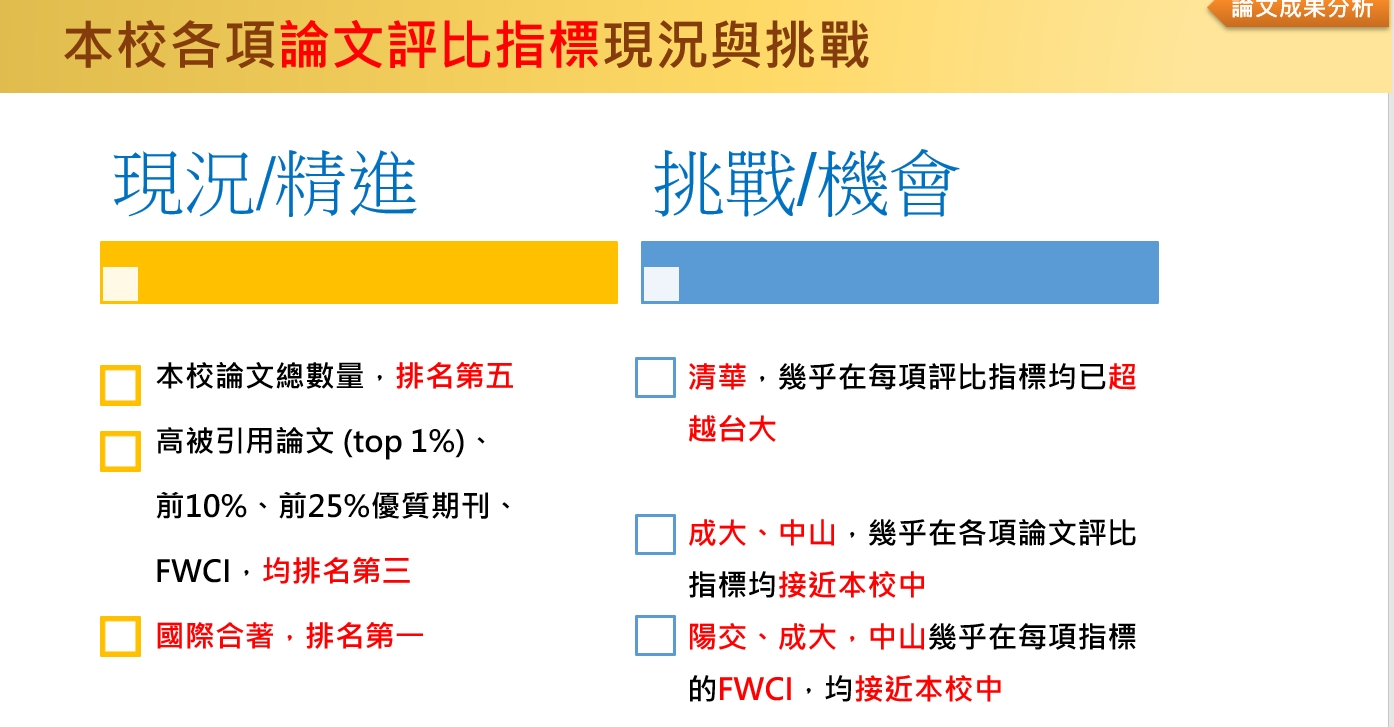 論文成果分析
本校各項論文評比指標現況與挑戰
現況/精進
本校論文總數量，排名第五
高被引用論文 (top 1%)、
前10%、前25%優質期刊、
FWCI，均排名第三
國際合著，排名第一
挑戰/機會
清華，幾乎在每項評比指標均已超
越台大
成大、中山，幾乎在各項論文評比
指標均接近本校中
陽交、成大，中山幾乎在每項指標
的FWCI，均接近本校中